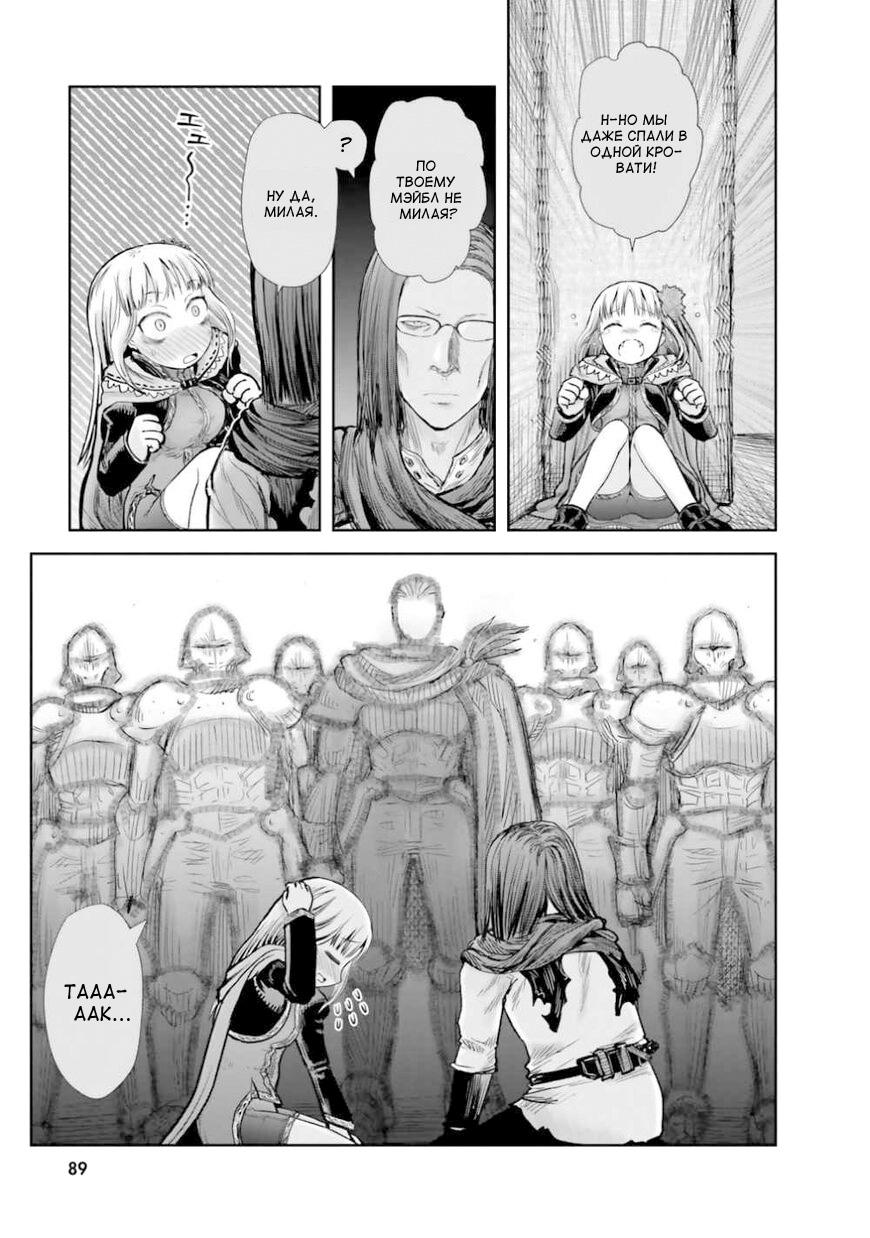 Н-НО МЫ
ДАЖЕ СПАЛИ В
ОДНОЙ КРО-
ВАТИ!
ПО
ТВОЕМУ
МЭЙБЛ НЕ
МИЛАЯ?
?
НУ ДА,
МИЛАЯ.
エエ〜〜…
ТААА-
ААК...
89